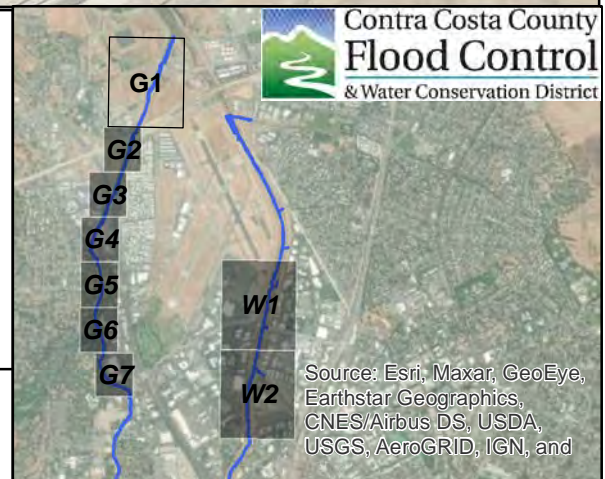 Contra Costa County
Flood Control
& Water Conservation District
G1
G2
G3
G4
G5
G6
G7
W1
W2
Source: Esri, Maxar, GeoEye,
Earthstar Geographics,
CNES/Airbus DS, USDA,
USGS, AeroGRID, IGN, and